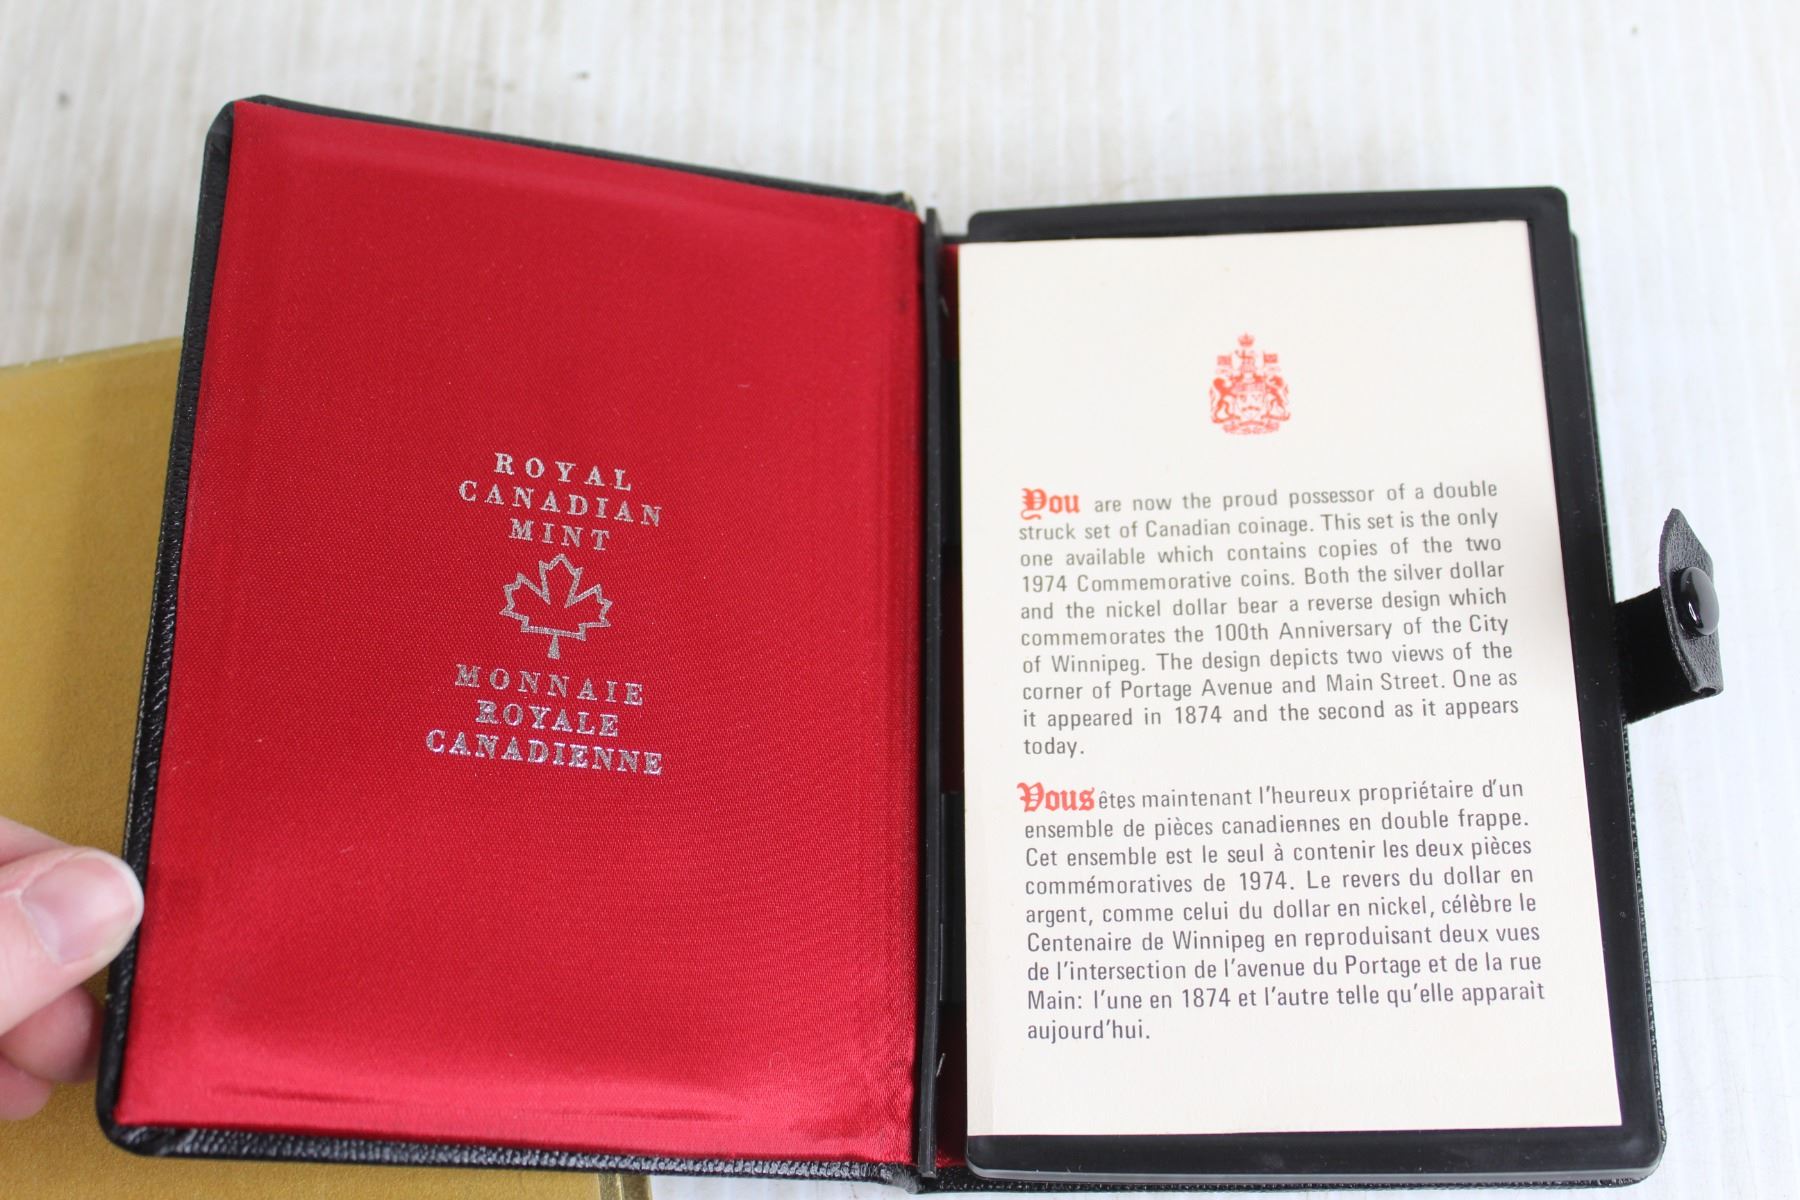 ROYAL
CANADIAN
MINT
MONNAIE
ROYALE
CANADIENNE
You are now the proud possessor of a double
struck set of Canadian coinage. This set is the only
one available which contains copies of the two
1974 Commemorative coins. Both the silver dollar
and the nickel dollar bear a reverse design which
commemorates the 100th Anniversary of the City
of Winnipeg. The design depicts two views of the
corner of Portage Avenue and Main Street. One as
it appeared in 1874 and the second as it appears
today.
Vous êtes maintenant l'heureux propriétaire d'un
ensemble de pièces canadiennes en double frappe.
Cet ensemble est le seul à contenir les deux pièces
commémoratives de 1974. Le revers du dollar en
argent, comme celui du dollar en nickel, célèbre le
Centenaire de Winnipeg en reproduisant deux vues
de l'intersection de l'avenue du Portage et de la rue
Main: l'une en 1874 et l'autre telle qu'elle apparait
aujourd'hui.